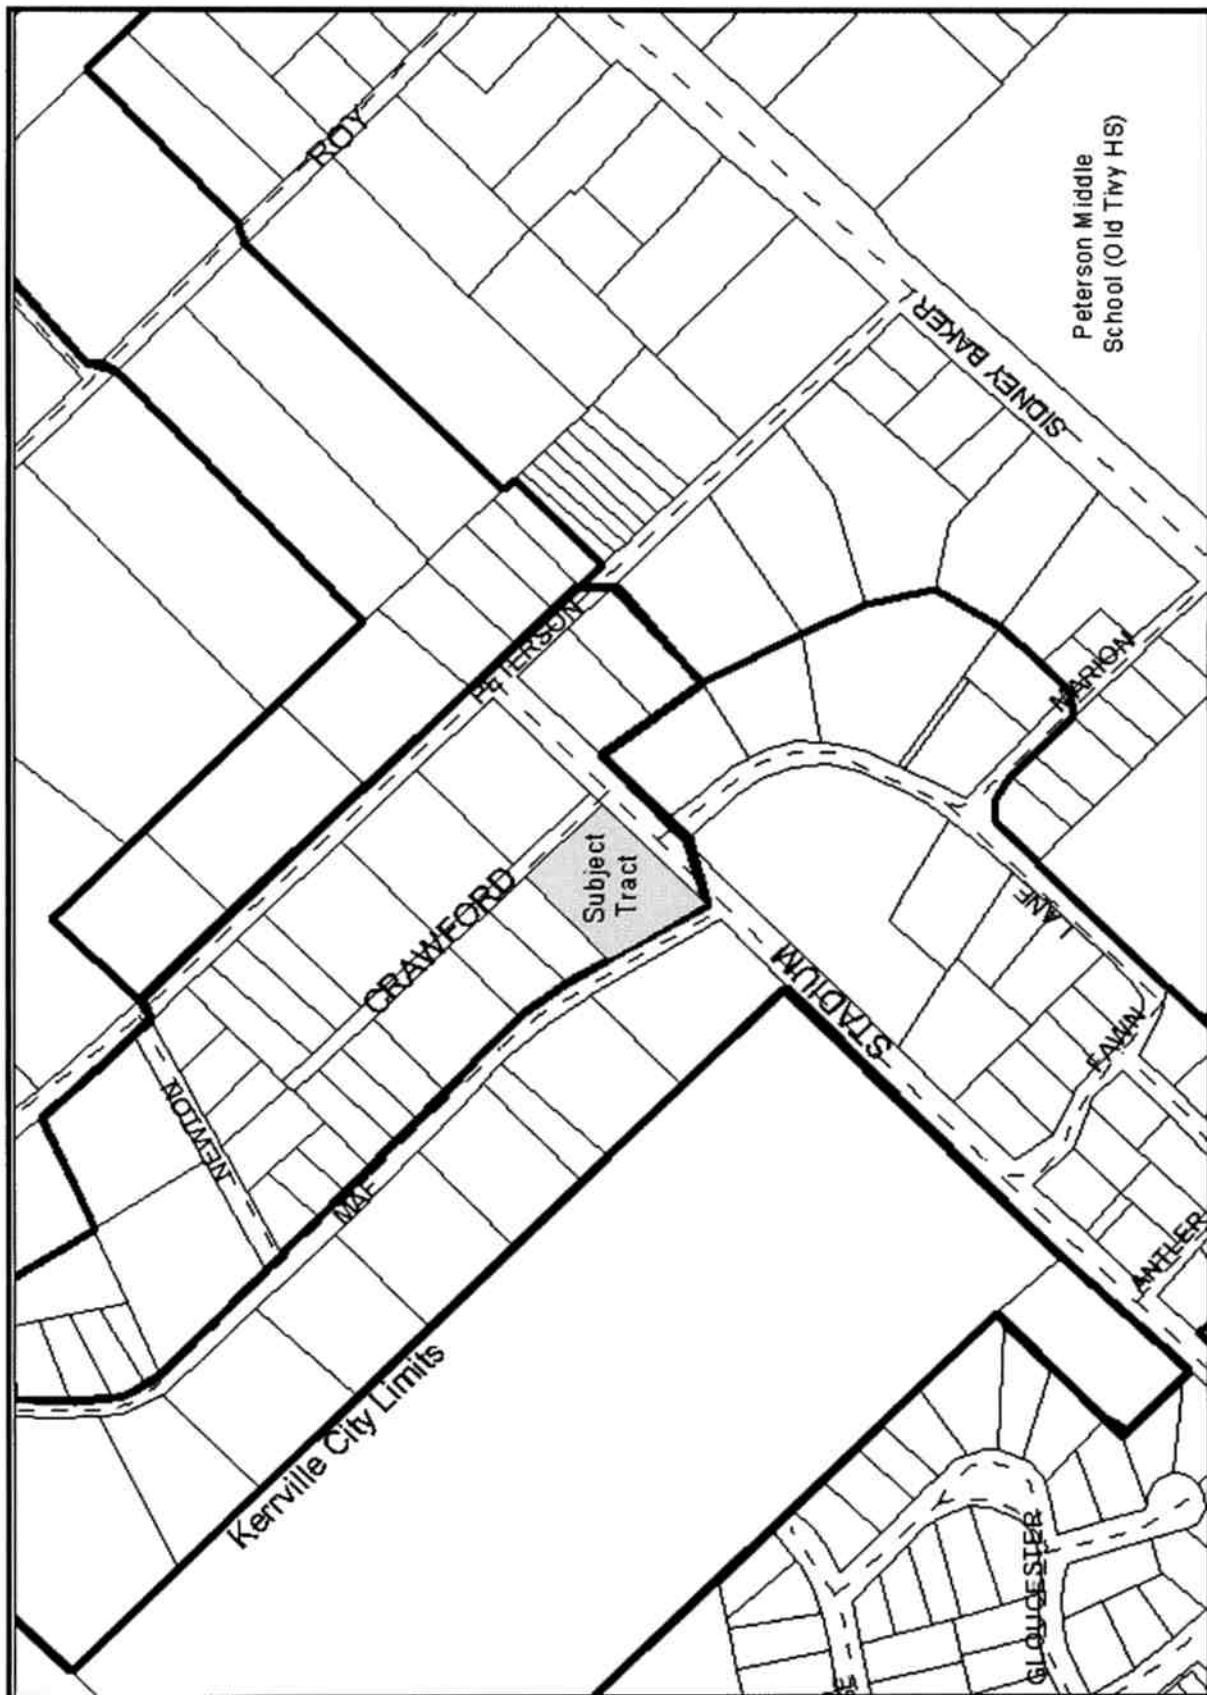 ROY
Peterson Middle
School (Old Tivy HS)
SIDNEY BAKER
PETERSON
MARION
Subject
Tract
CRAWFORD
LANE
STADIUM
FAWN
NEWTON
MAE
ANTLER
Kerrville City Limits
GLOUCESTER